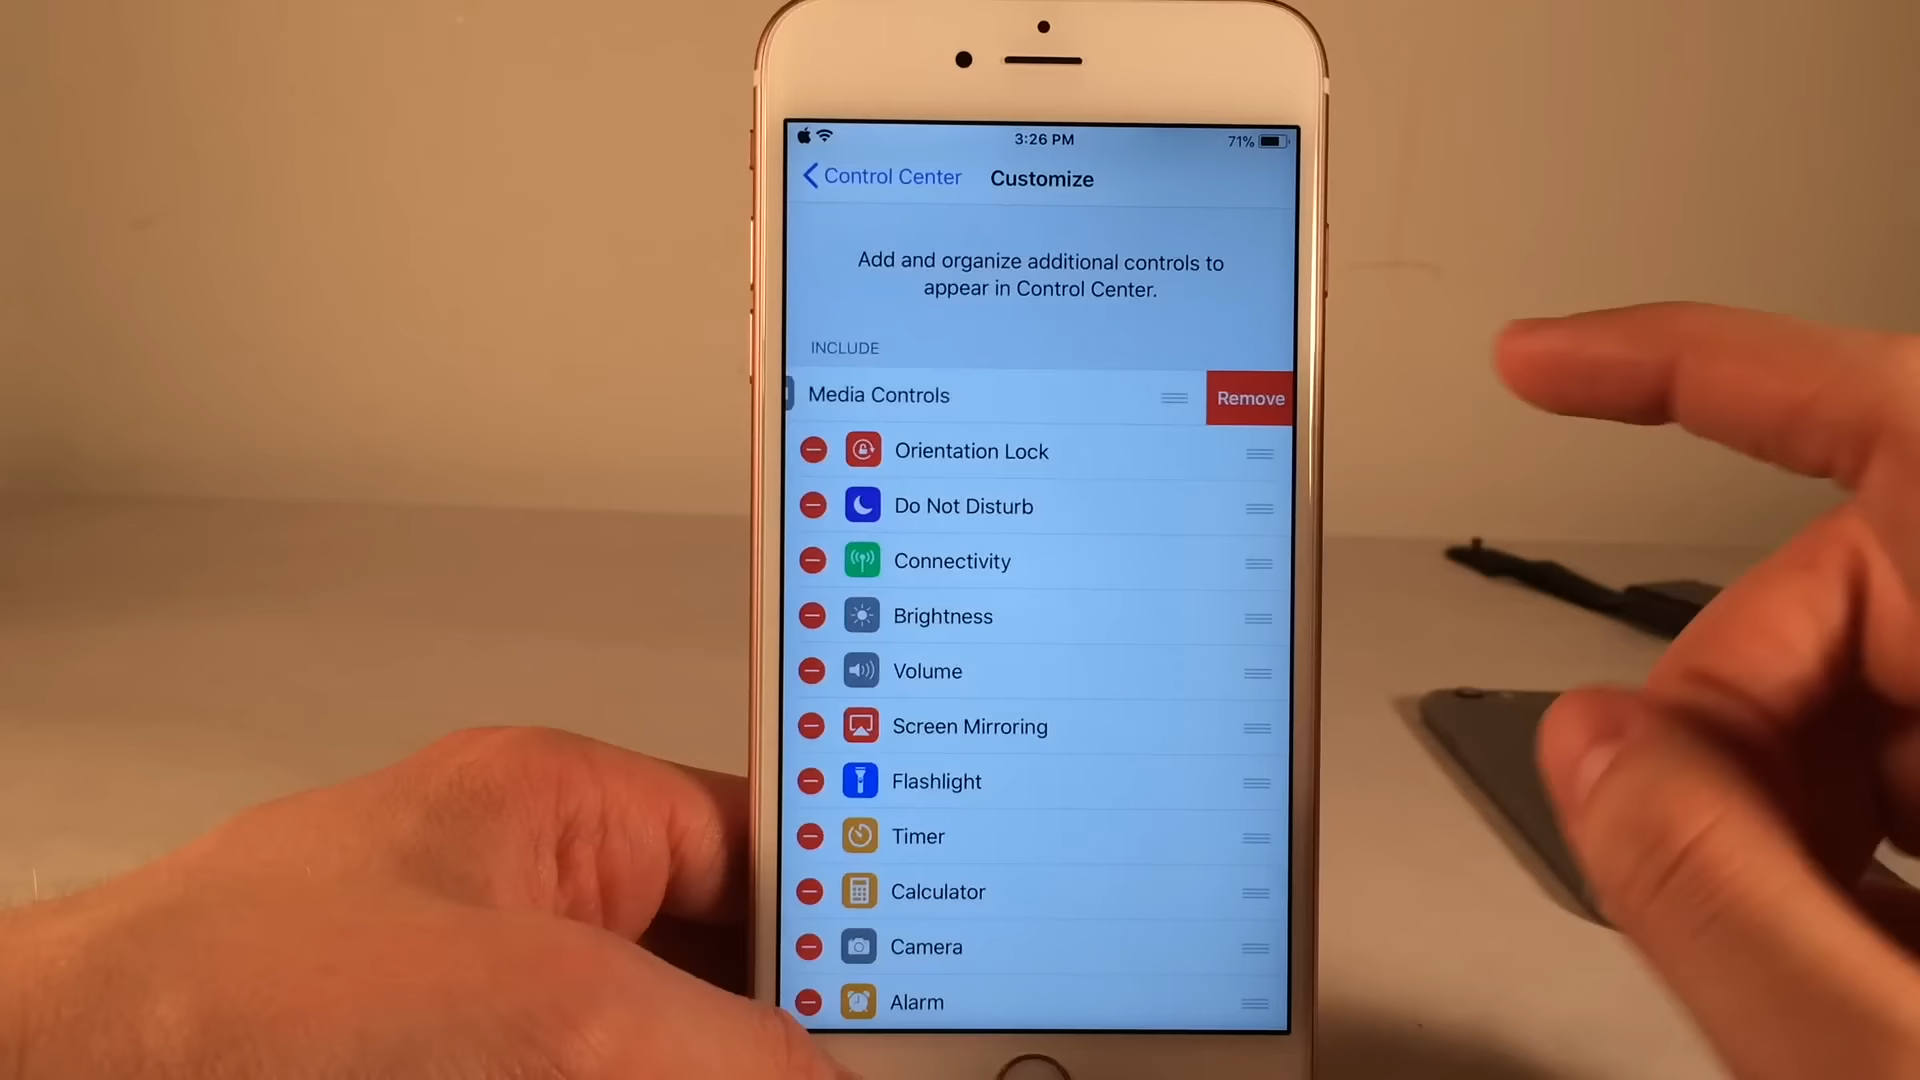 3:26 PM
71%
Control Center
Customize
Add and organize additional controls to
appear in Control Center.
INCLUDE
Media Controls
Remove
Orientation Lock
Do Not Disturb
Connectivity
Brightness
Volume
Screen Mirroring
Flashlight
Timer
Calculator
Camera
Alarm